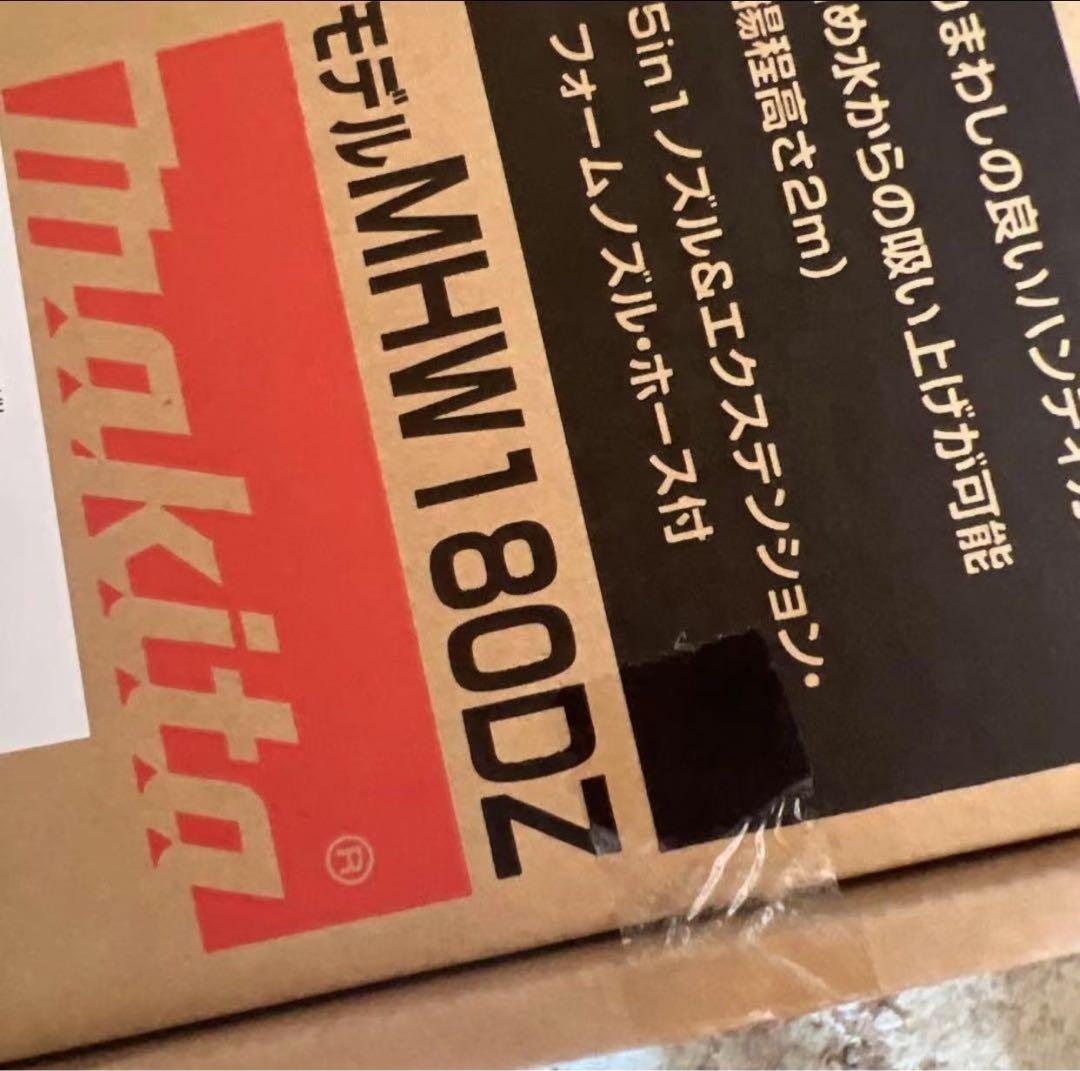 makita®
モデルMHW180DZ
まわしの良いハンディ
め水からの吸い上げが可能
揚程高さ2m）
5in1ノズル&エクステンション・
フォームノズル・ホース付